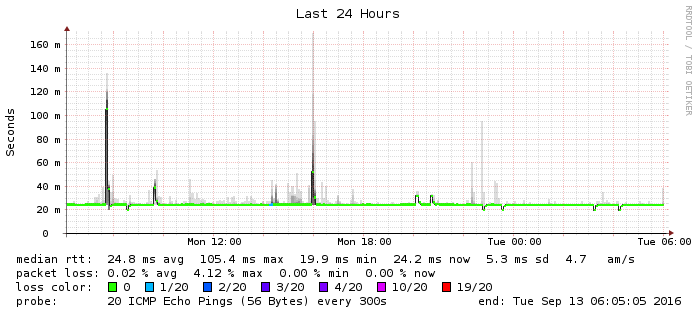 Last 24 Hours
RRDTOOL / TOBI OETIKER
Seconds
160 m
140 m
120 m
100 m
80 m
60 m
40 m
20 m
0
Mon 12:00 Mon 18:00 Tue 00:00 Tue 06:00
median rtt: 24.8 ms avg 105.4 ms max 19.9 ms min 24.2 ms now 5.3 ms sd 4.7 am/s
packet loss: 0.02 % avg 4.12 % max 0.00 % min 0.00 % now
loss color: 0 1/20 2/20 3/20 4/20 10/20 19/20
probe: 20 ICMP Echo Pings (56 Bytes) every 300s end: Tue Sep 13 06:05:05 2016